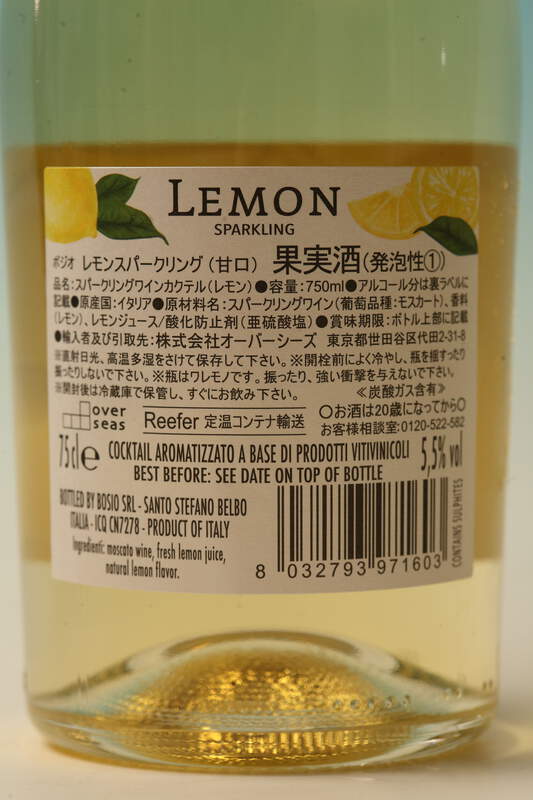 LEMON
SPARKLING
ボジオ レモンスパークリング（甘口） 果実酒（発泡性①）
品名：スパークリングワインカクテル（レモン）●容量：750ml●アルコール分は裏ラベルに
記載●原産国：イタリア●原材料名：スパークリングワイン（葡萄品種：モスカート）、香料
（レモン）、レモンジュース/酸化防止剤（亜硫酸塩）●賞味期限：ボトル上部に記載
●輸入者及び引取先：株式会社オーバーシーズ 東京都世田谷区代田2-31-8
※直射日光、高温多湿をさけて保存して下さい。※開栓前によく冷やし、瓶を揺すったり
振ったりしないで下さい。※瓶はワレモノです。振ったり、強い衝撃を与えないで下さい。
※開封後は冷蔵庫で保管し、すぐにお飲み下さい。 ≪炭酸ガス含有≫
over seas Reefer 定温コンテナ輸送 〇お酒は20歳になってから〇
お客様相談室：0120-522-582
75cl e COCKTAIL AROMATIZZATO A BASE DI PRODOTTI VITIVINICOLI 5,5% vol
BEST BEFORE: SEE DATE ON TOP OF BOTTLE
BOTTLED BY BOSIO SRL - SANTO STEFANO BELBO
ITALIA - ICQ CN7278 - PRODUCT OF ITALY
Ingredienti: moscato wine, fresh lemon juice,
natural lemon flavor.
8 032793 971603
CONTAINS SULPHITES